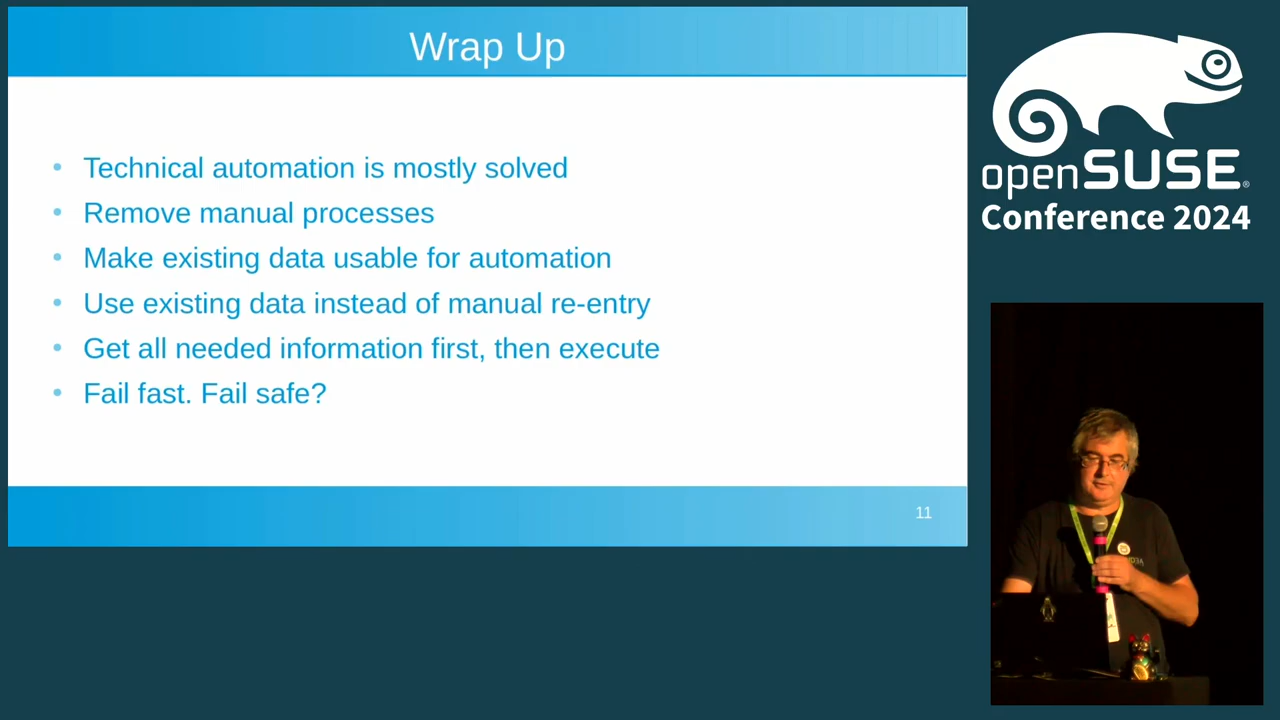 Wrap Up
Technical automation is mostly solved
Remove manual processes
Make existing data usable for automation
Use existing data instead of manual re-entry
Get all needed information first, then execute
Fail fast. Fail safe?
11
openSUSE®
Conference 2024